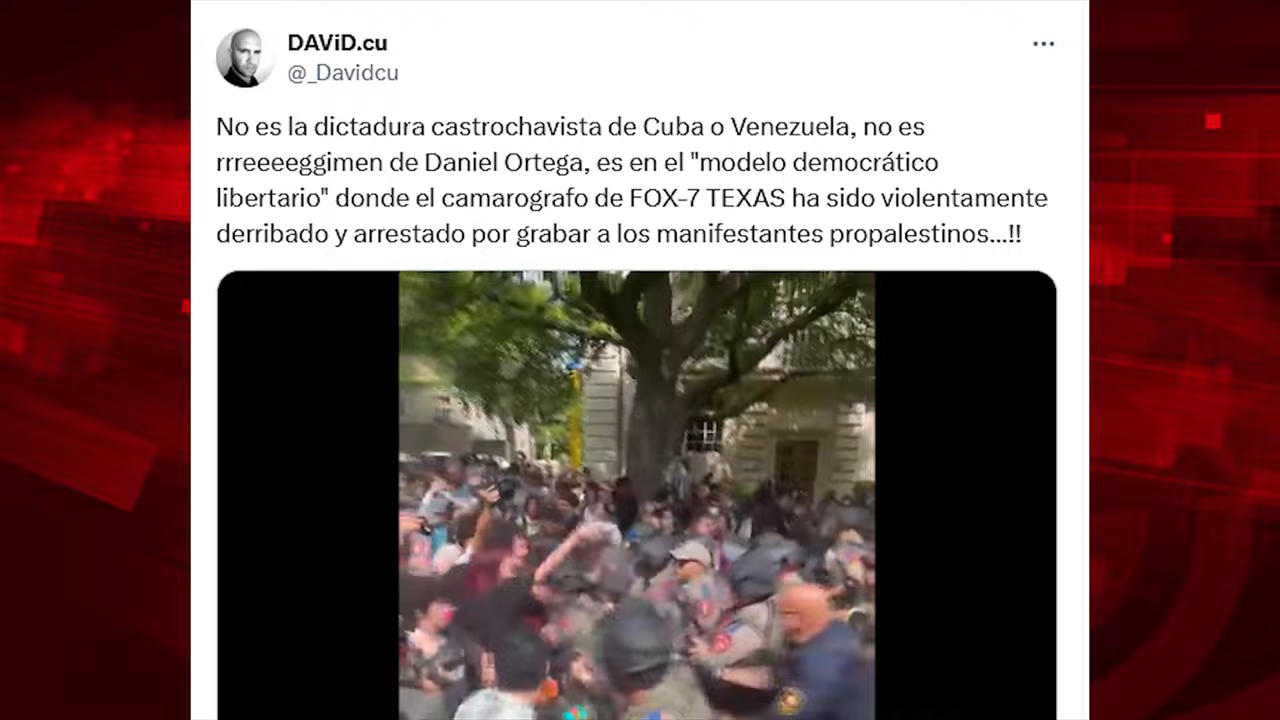 DAViD.cu
@_Davidcu
No es la dictadura castrochavista de Cuba o Venezuela, no es
rrreeeeggimen de Daniel Ortega, es en el "modelo democrático
libertario" donde el camarografo de FOX-7 TEXAS ha sido violentamente
derribado y arrestado por grabar a los manifestantes propalestinos...!!